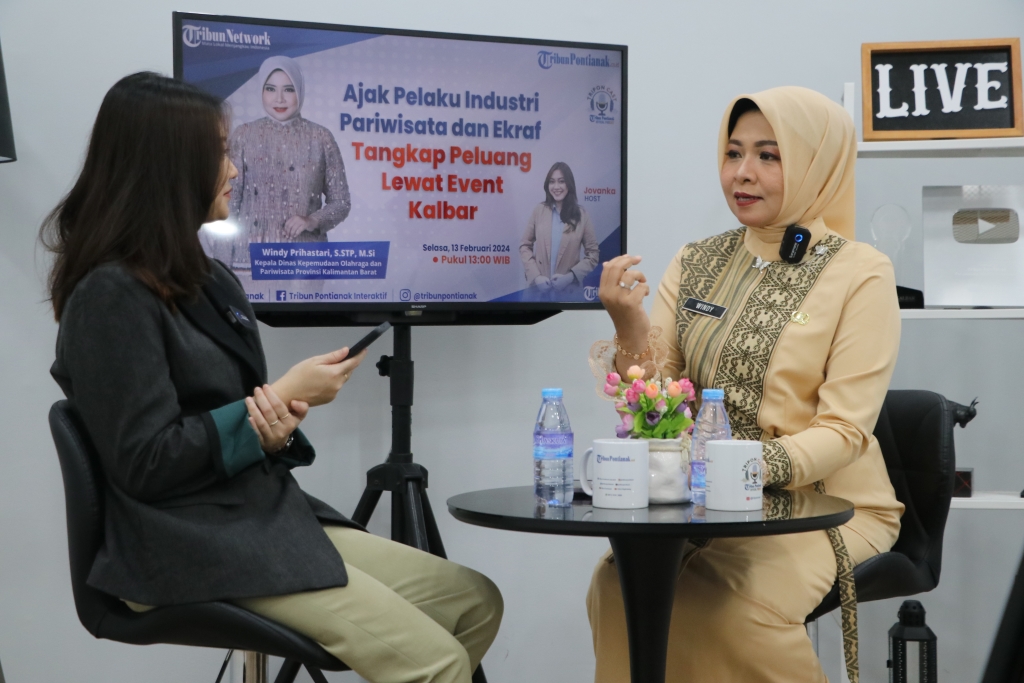 TribunNetwork
TribunPontianak.com
Ajak Pelaku Industri
Pariwisata dan Ekraf
Tangkap Peluang
Lewat Event
Kalbar
Jovanka
HOST
Windy Prihastari, S.STP, M.Si
Kepala Dinas Kepemudaan Olahraga dan
Pariwisata Provinsi Kalimantan Barat
Selasa, 13 Februari 2024
• Pukul 13:00 WIB
Tribun Pontianak Interaktif
@tribunpontianak
LIVE
WINDY
TribunPontianak